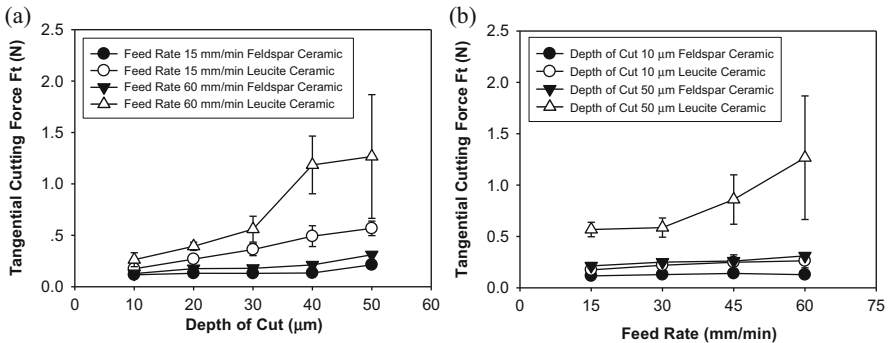 (a)
Tangential Cutting Force Ft (N)
2.5
2.0
1.5
1.0
.5
0.0
Feed Rate 15 mm/min Feldspar Ceramic
Feed Rate 15 mm/min Leucite Ceramic
Feed Rate 60 mm/min Feldspar Ceramic
Feed Rate 60 mm/min Leucite Ceramic
0 10 20 30 40 50 60
Depth of Cut (μm)
(b)
Tangential Cutting Force Ft (N)
2.5
2.0
1.5
1.0
0.5
0.0
Depth of Cut 10 μm Feldspar Ceramic
Depth of Cut 10 μm Leucite Ceramic
Depth of Cut 50 μm Feldspar Ceramic
Depth of Cut 50 μm Leucite Ceramic
0 15 30 45 60 75
Feed Rate (mm/min)